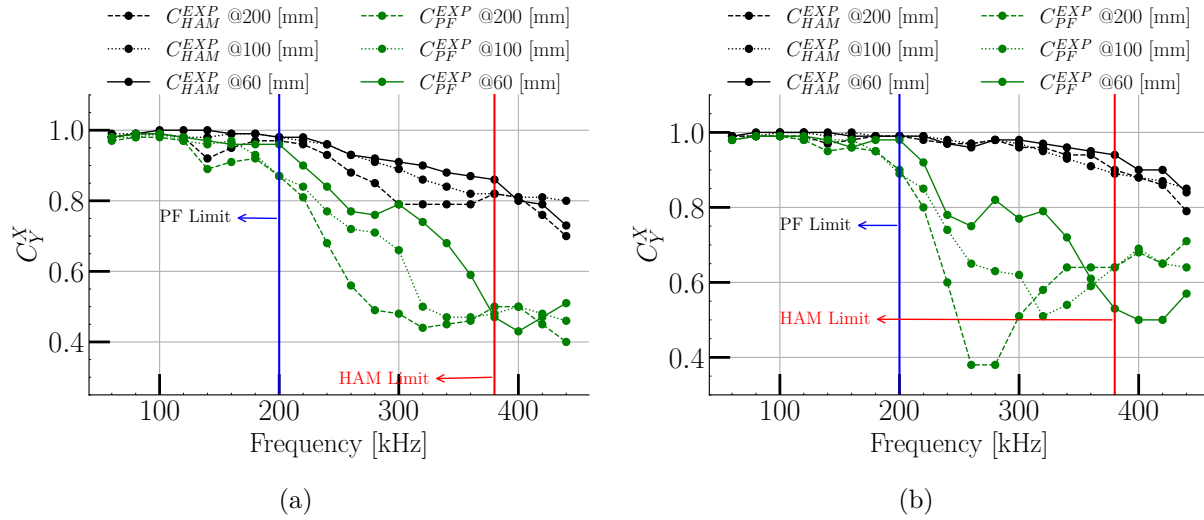 C_{HAM}^{EXP} @200 [mm] C_{PF}^{EXP} @200 [mm]
C_{HAM}^{EXP} @100 [mm] C_{PF}^{EXP} @100 [mm]
C_{HAM}^{EXP} @60 [mm] C_{PF}^{EXP} @60 [mm]
1.0
0.8
0.6
0.4
C_Y^X
PF Limit
HAM Limit
100 200 300 400
Frequency [kHz]
(a)
C_{HAM}^{EXP} @200 [mm] C_{PF}^{EXP} @200 [mm]
C_{HAM}^{EXP} @100 [mm] C_{PF}^{EXP} @100 [mm]
C_{HAM}^{EXP} @60 [mm] C_{PF}^{EXP} @60 [mm]
1.0
0.8
0.6
0.4
C_Y^X
PF Limit
HAM Limit
100 200 300 400
Frequency [kHz]
(b)